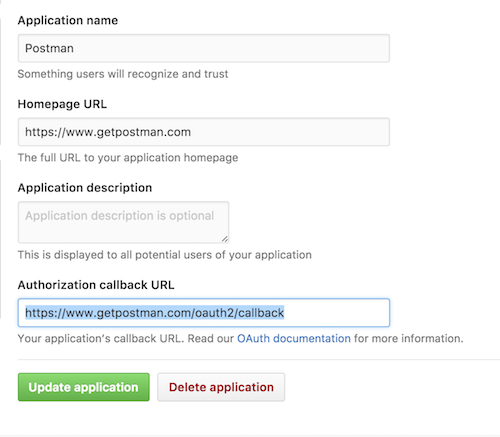 Application name
Postman
Something users will recognize and trust
Homepage URL
https://www.getpostman.com
The full URL to your application homepage
Application description
Application description is optional
This is displayed to all potential users of your application
Authorization callback URL
https://www.getpostman.com/oauth2/callback
Your application's callback URL. Read our OAuth documentation for more information.
Update application Delete application